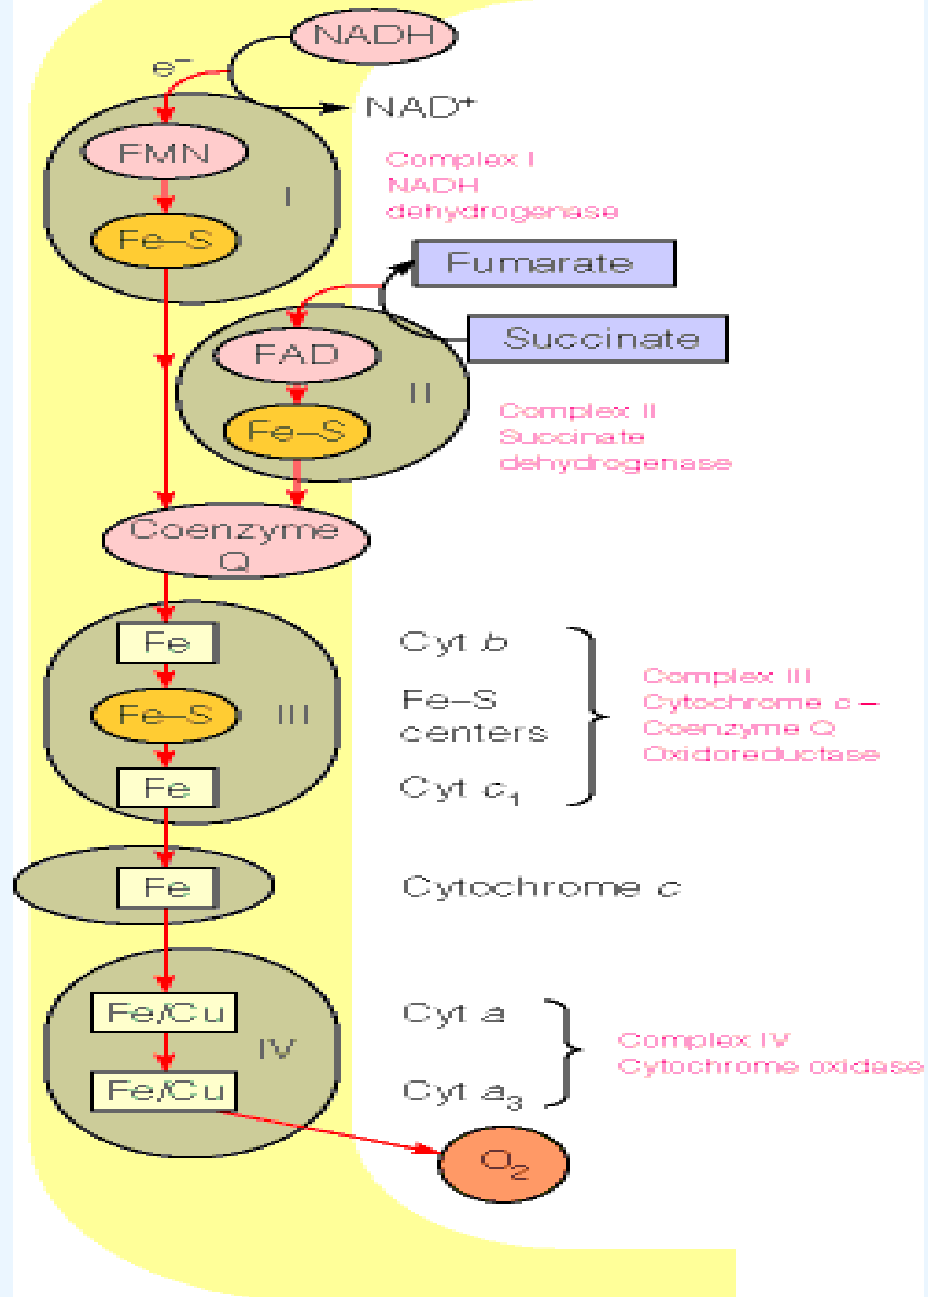 NADH
e⁻
NAD⁺
FMN
Complex I
NADH
dehydrogenase
I
Fe–S
Fumarate
Succinate
FAD
II
Complex II
Succinate
dehydrogenase
Fe–S
Coenzyme
Q
Fe
Cyt b
Fe–S
III
Fe–S
centers
Complex III
Cytochrome c –
Coenzyme Q
Oxidoreductase
Fe
Cyt c₁
Fe
Cytochrome c
Fe/Cu
Cyt a
IV
Complex IV
Cytochrome oxidase
Fe/Cu
Cyt a₃
O₂